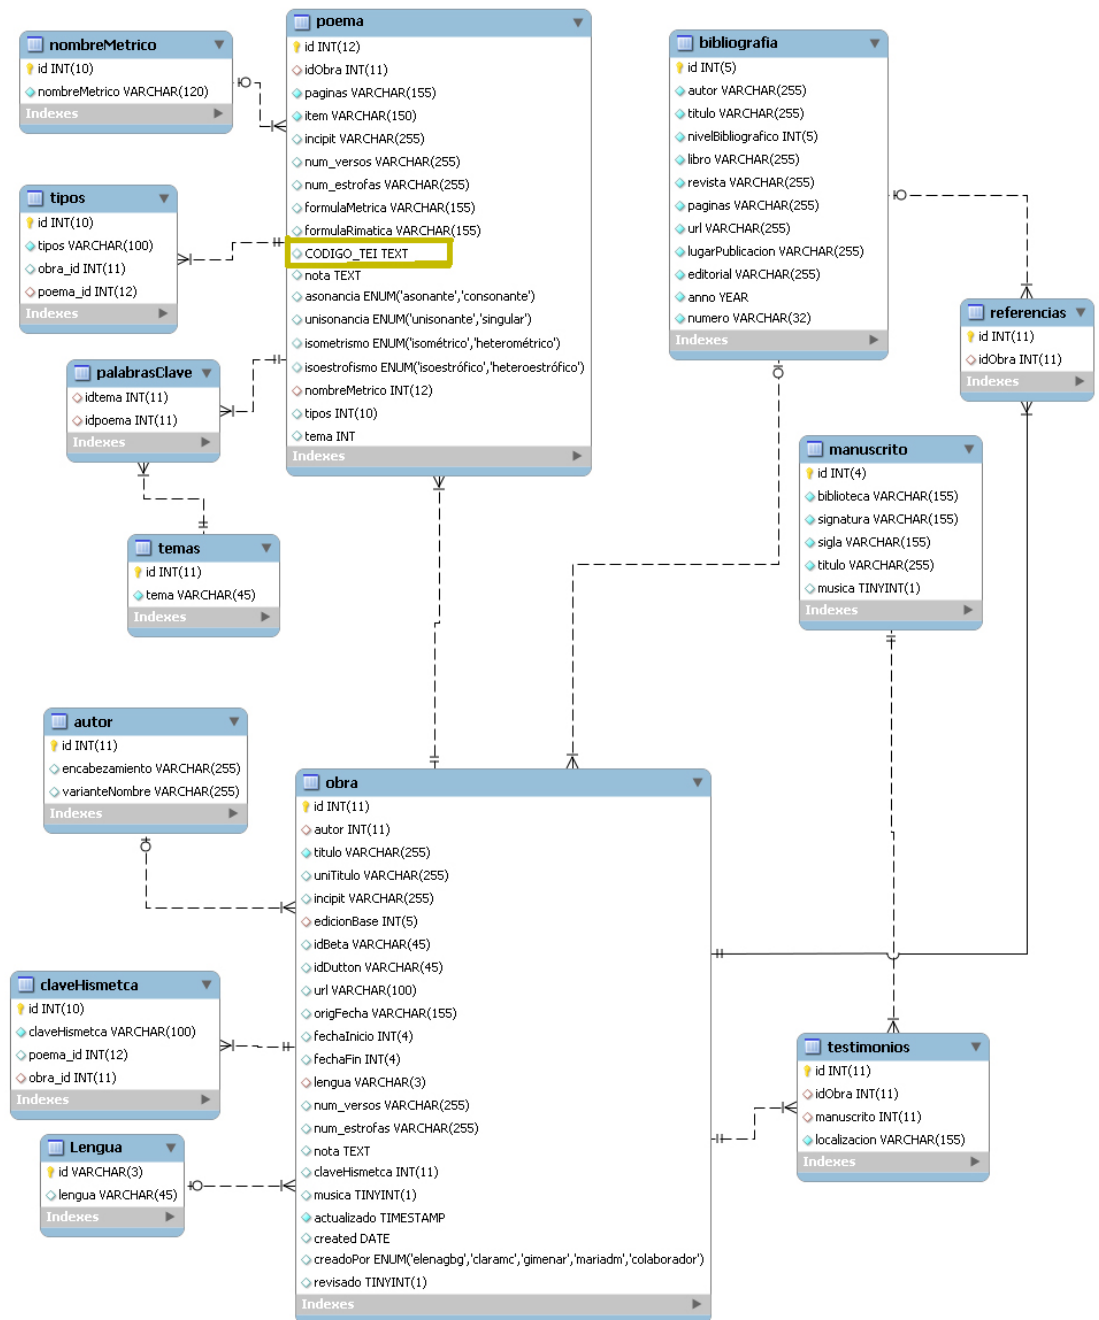 nombreMetrico
id INT(10)
nombreMetrico VARCHAR(120)
Indexes
poema
id INT(12)
idObra INT(11)
paginas VARCHAR(155)
item VARCHAR(150)
incipit VARCHAR(255)
num_versos VARCHAR(255)
num_estrofas VARCHAR(255)
formulaMetrica VARCHAR(155)
formulaRimatica VARCHAR(155)
CODIGO_TEI TEXT
nota TEXT
asonancia ENUM('asonante','consonante')
unisonancia ENUM('unisonante','singular')
isometrismo ENUM('isométrico','heterométrico')
isoestrofismo ENUM('isoestrófico','heteroestrófico')
nombreMetrico INT(12)
tipos INT(10)
tema INT
Indexes
bibliografia
id INT(5)
autor VARCHAR(255)
titulo VARCHAR(255)
nivelBibliografico INT(5)
libro VARCHAR(255)
revista VARCHAR(255)
paginas VARCHAR(255)
url VARCHAR(255)
lugarPublicacion VARCHAR(255)
editorial VARCHAR(255)
anno YEAR
numero VARCHAR(32)
Indexes
tipos
id INT(10)
tipos VARCHAR(100)
obra_id INT(11)
poema_id INT(12)
Indexes
referencias
id INT(11)
idObra INT(11)
Indexes
palabrasClave
idtema INT(11)
idpoema INT(11)
Indexes
manuscrito
id INT(4)
biblioteca VARCHAR(155)
signatura VARCHAR(155)
sigla VARCHAR(155)
titulo VARCHAR(255)
musica TINYINT(1)
Indexes
temas
id INT(11)
tema VARCHAR(45)
Indexes
autor
id INT(11)
encabezamiento VARCHAR(255)
varianteNombre VARCHAR(255)
Indexes
obra
id INT(11)
autor INT(11)
titulo VARCHAR(255)
uniTitulo VARCHAR(255)
incipit VARCHAR(255)
edicionBase INT(5)
idBeta VARCHAR(45)
idDutton VARCHAR(45)
url VARCHAR(100)
origFecha VARCHAR(155)
fechaInicio INT(4)
fechaFin INT(4)
lengua VARCHAR(3)
num_versos VARCHAR(255)
num_estrofas VARCHAR(255)
nota TEXT
claveHismetca INT(11)
musica TINYINT(1)
actualizado TIMESTAMP
created DATE
creadoPor ENUM('elenagbg','claramc','gimenar','mariadm','colaborador')
revisado TINYINT(1)
Indexes
claveHismetca
id INT(10)
claveHismetca VARCHAR(100)
poema_id INT(12)
obra_id INT(11)
Indexes
Lengua
id VARCHAR(3)
lengua VARCHAR(45)
Indexes
testimonios
id INT(11)
idObra INT(11)
manuscrito INT(11)
localizacion VARCHAR(155)
Indexes